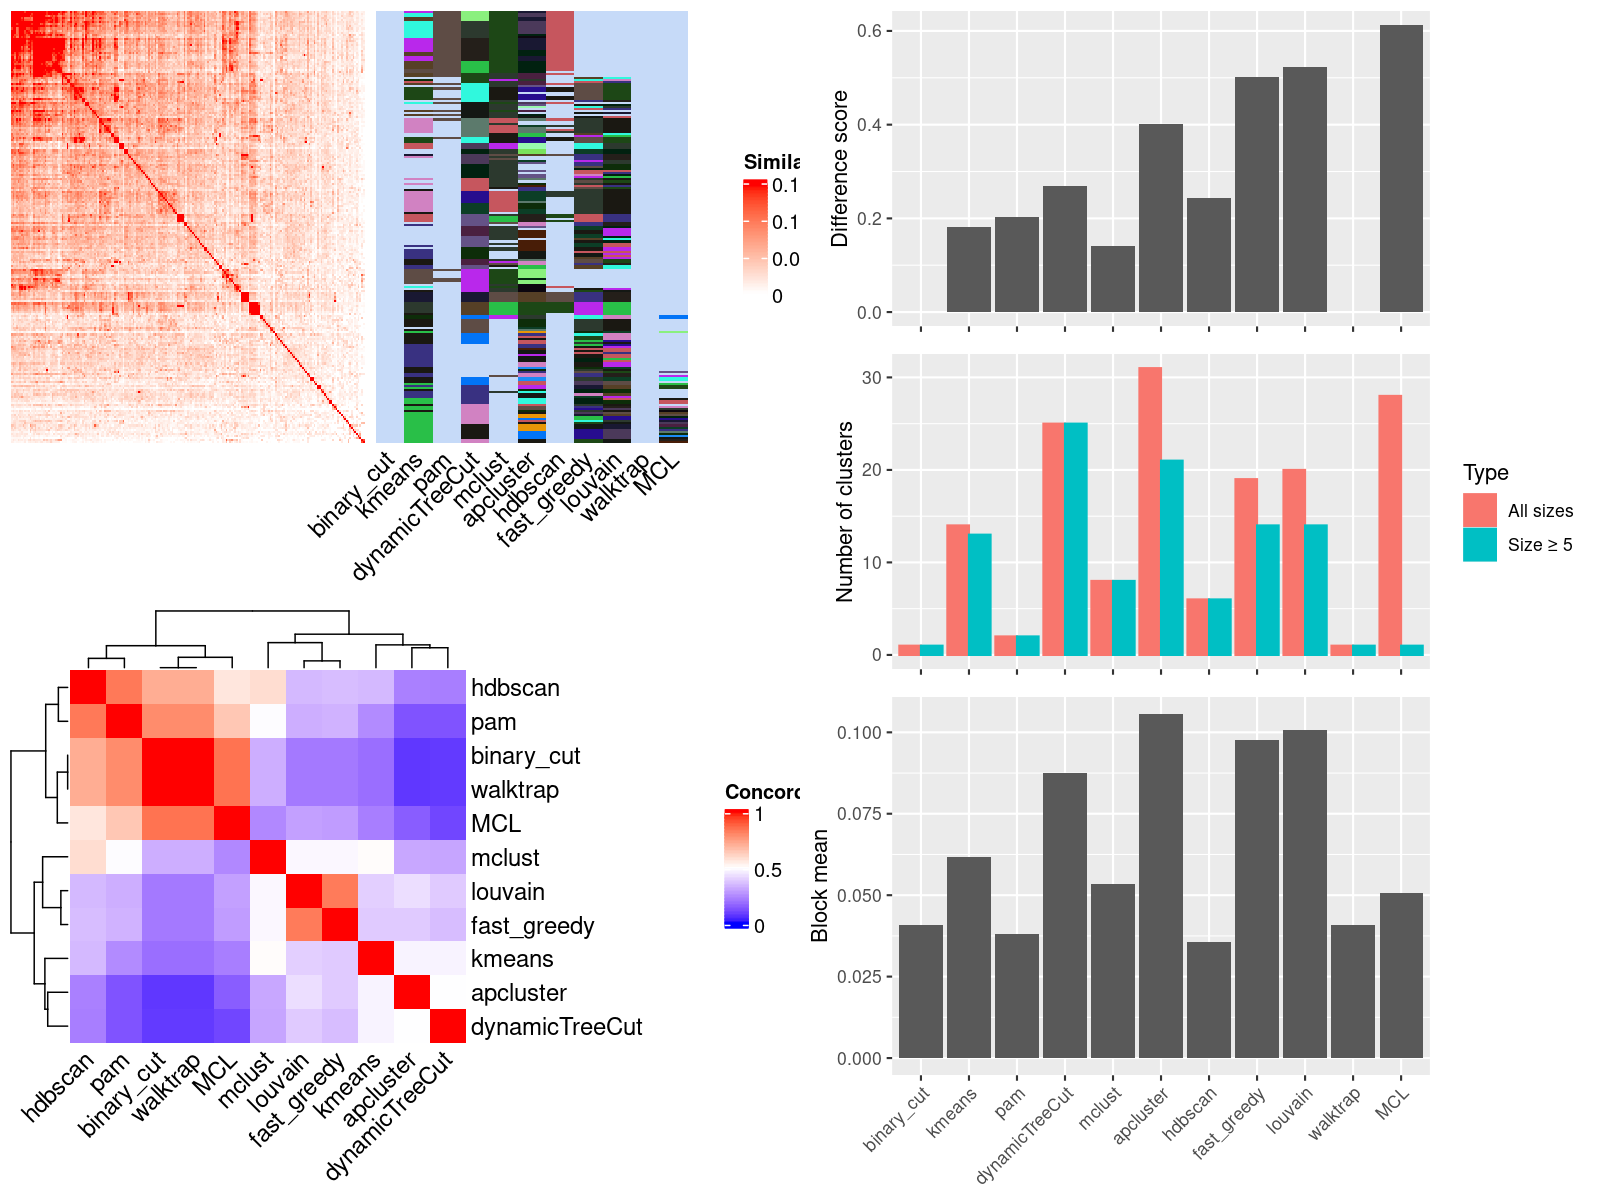 Simila
0.1
0.1
0.0
0
binary_cut
kmeans
pam
dynamicTreeCut
mclust
apcluster
hdbscan
fast_greedy
louvain
walktrap
MCL
hdbscan
pam
binary_cut
walktrap
MCL
mclust
louvain
fast_greedy
kmeans
apcluster
dynamicTreeCut
hdbscan
pam
binary_cut
walktrap
MCL
mclust
louvain
fast_greedy
kmeans
apcluster
dynamicTreeCut
Concord
1
0.5
0
Difference score
0.6
0.4
0.2
0.0
Number of clusters
30
20
10
0
Type
All sizes
Size ≥ 5
Block mean
0.100
0.075
0.050
0.025
0.000
binary_cut
kmeans
pam
dynamicTreeCut
mclust
apcluster
hdbscan
fast_greedy
louvain
walktrap
MCL